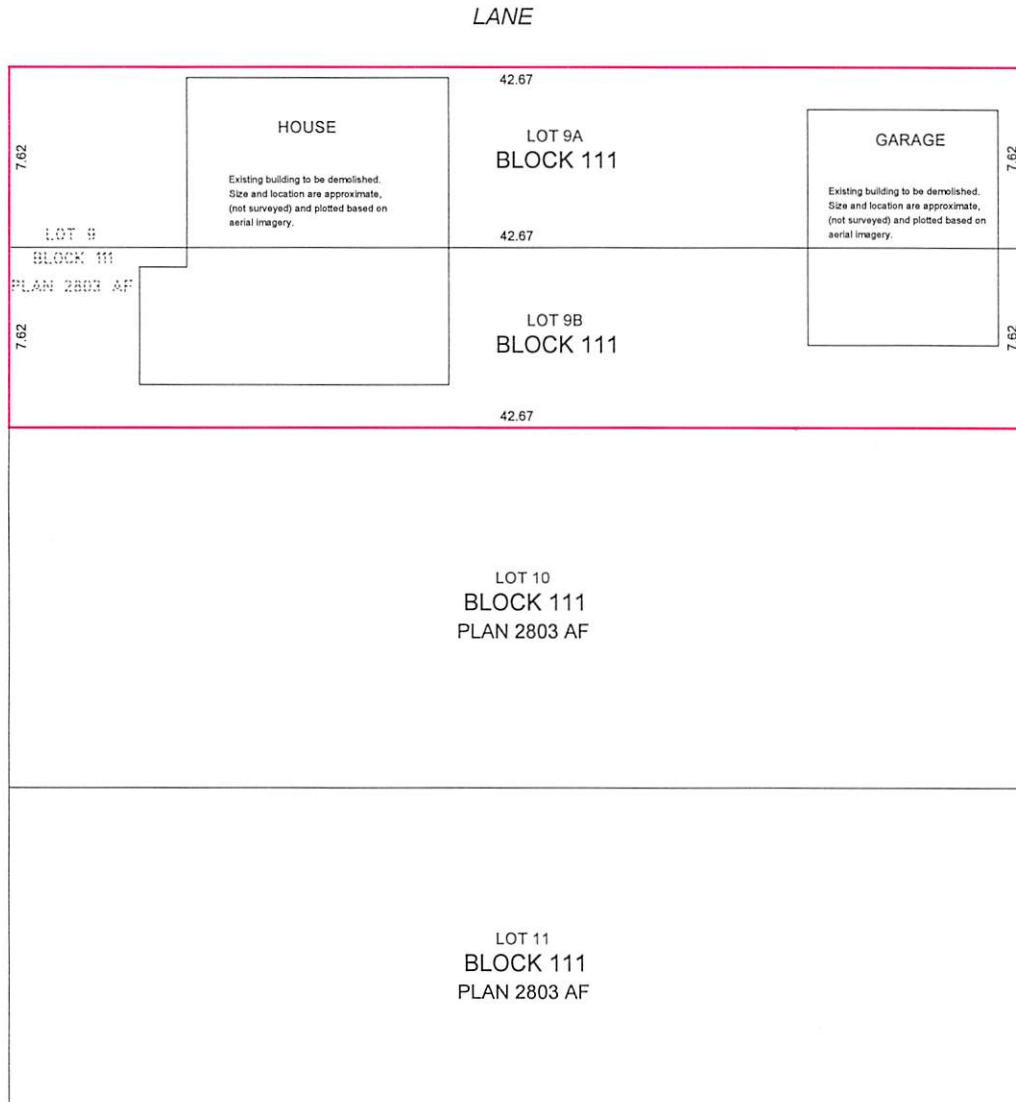 LANE
42.67
HOUSE
LOT 9A
BLOCK 111
GARAGE
7.62
7.62
Existing building to be demolished.
Size and location are approximate,
(not surveyed) and plotted based on
aerial imagery.
Existing building to be demolished.
Size and location are approximate,
(not surveyed) and plotted based on
aerial imagery.
LOT 9
BLOCK 111
PLAN 2803 AF
42.67
LOT 9B
BLOCK 111
7.62
7.62
42.67
LOT 10
BLOCK 111
PLAN 2803 AF
LOT 11
BLOCK 111
PLAN 2803 AF